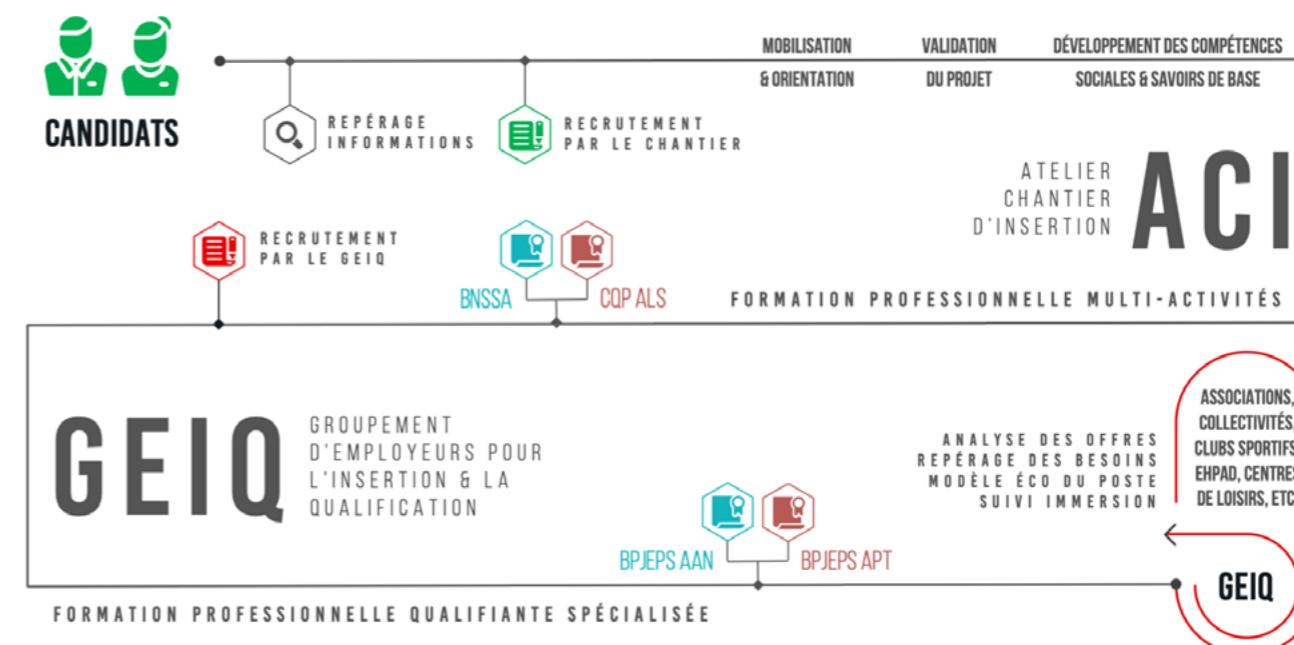 MOBILISATION
& ORIENTATION
VALIDATION
DU PROJET
DÉVELOPPEMENT DES COMPÉTENCES
SOCIALES & SAVOIRS DE BASE
CANDIDATS
REPÉRAGE
INFORMATIONS
RECRUTEMENT
PAR LE CHANTIER
ATELIER
CHANTIER
D'INSERTION
ACI
RECRUTEMENT
PAR LE GEIQ
BNSSA
CQP ALS
FORMATION PROFESSIONNELLE MULTI-ACTIVITÉS
GEIQ
GROUPEMENT
D'EMPLOYEURS POUR
L'INSERTION & LA
QUALIFICATION
ANALYSE DES OFFRES
REPÉRAGE DES BESOINS
MODÈLE ÉCO DU POSTE
SUIVI IMMERSION
ASSOCIATIONS,
COLLECTIVITÉS,
CLUBS SPORTIFS
EHPAD, CENTRES
DE LOISIRS, ETC
BPJEPS AAN
BPJEPS APT
GEIQ
FORMATION PROFESSIONNELLE QUALIFIANTE SPÉCIALISÉE